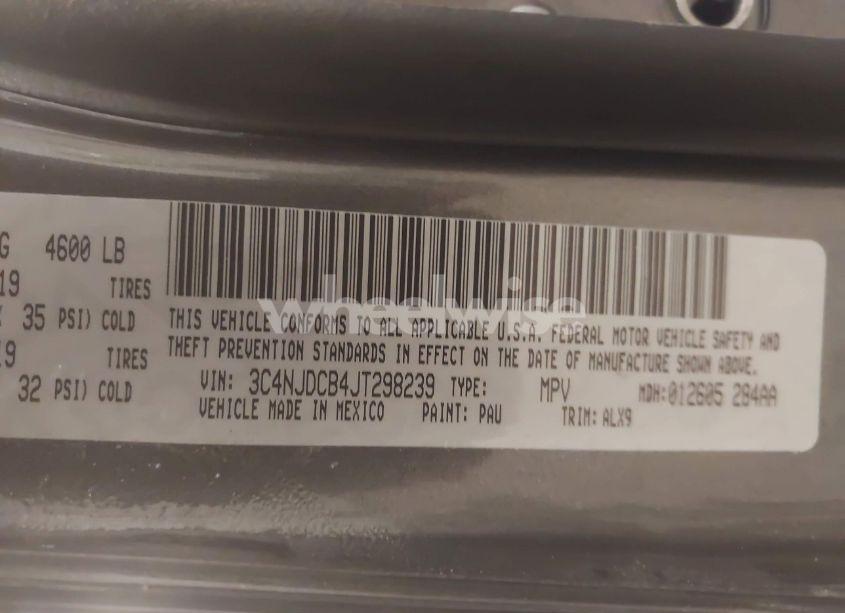 G 4600 LB
19 TIRES
35 PSI) COLD
19 TIRES
32 PSI) COLD
wheelwise
THIS VEHICLE CONFORMS TO ALL APPLICABLE U.S.A. FEDERAL MOTOR VEHICLE SAFETY AND
THEFT PREVENTION STANDARDS IN EFFECT ON THE DATE OF MANUFACTURE SHOWN ABOVE.
VIN: 3C4NJDCB4JT298239 TYPE: MPV MDH:012605 284AA
VEHICLE MADE IN MEXICO PAINT: PAU TRIM: ALX9